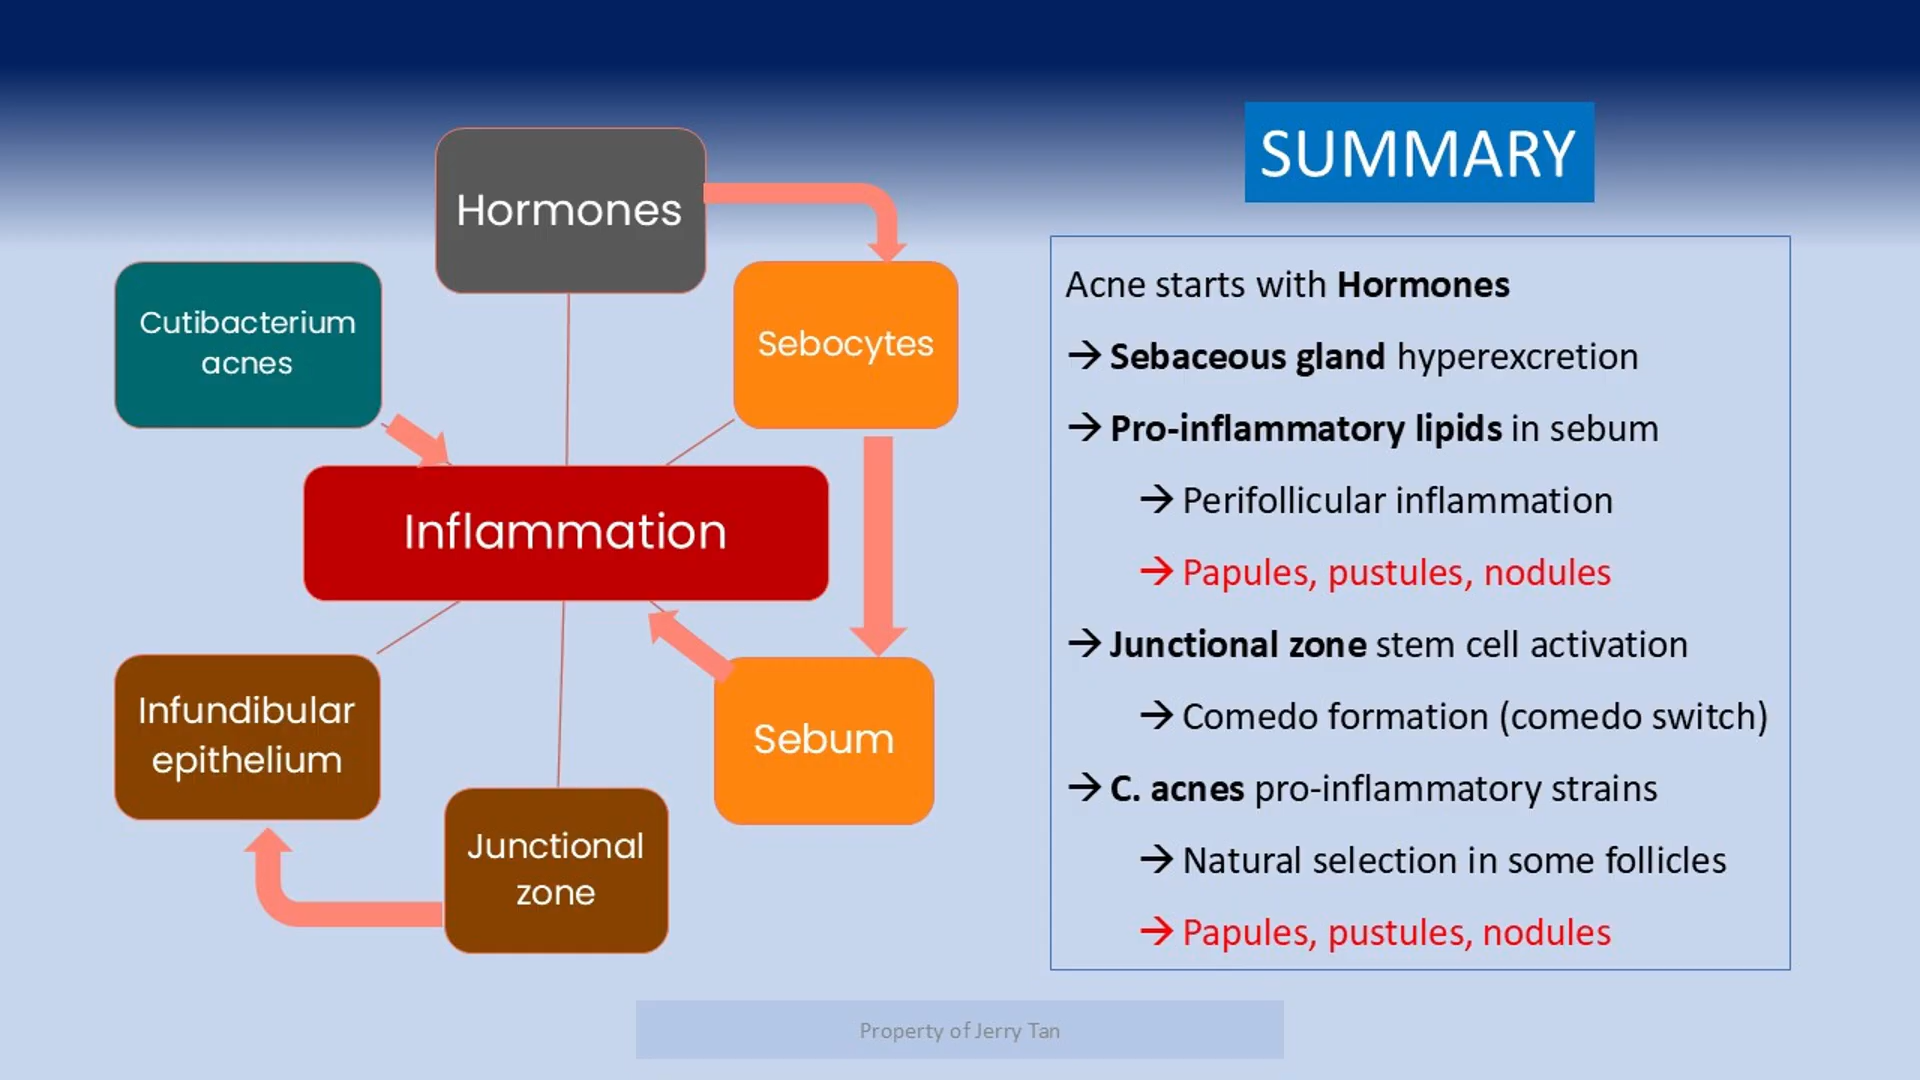 SUMMARY
Hormones
Cutibacterium
acnes
Sebocytes
Inflammation
Infundibular
epithelium
Junctional
zone
Sebum
Acne starts with Hormones
→ Sebaceous gland hyperexcretion
→ Pro-inflammatory lipids in sebum
→ Perifollicular inflammation
→ Papules, pustules, nodules
→ Junctional zone stem cell activation
→ Comedo formation (comedo switch)
→ C. acnes pro-inflammatory strains
→ Natural selection in some follicles
→ Papules, pustules, nodules
Property of Jerry Tan